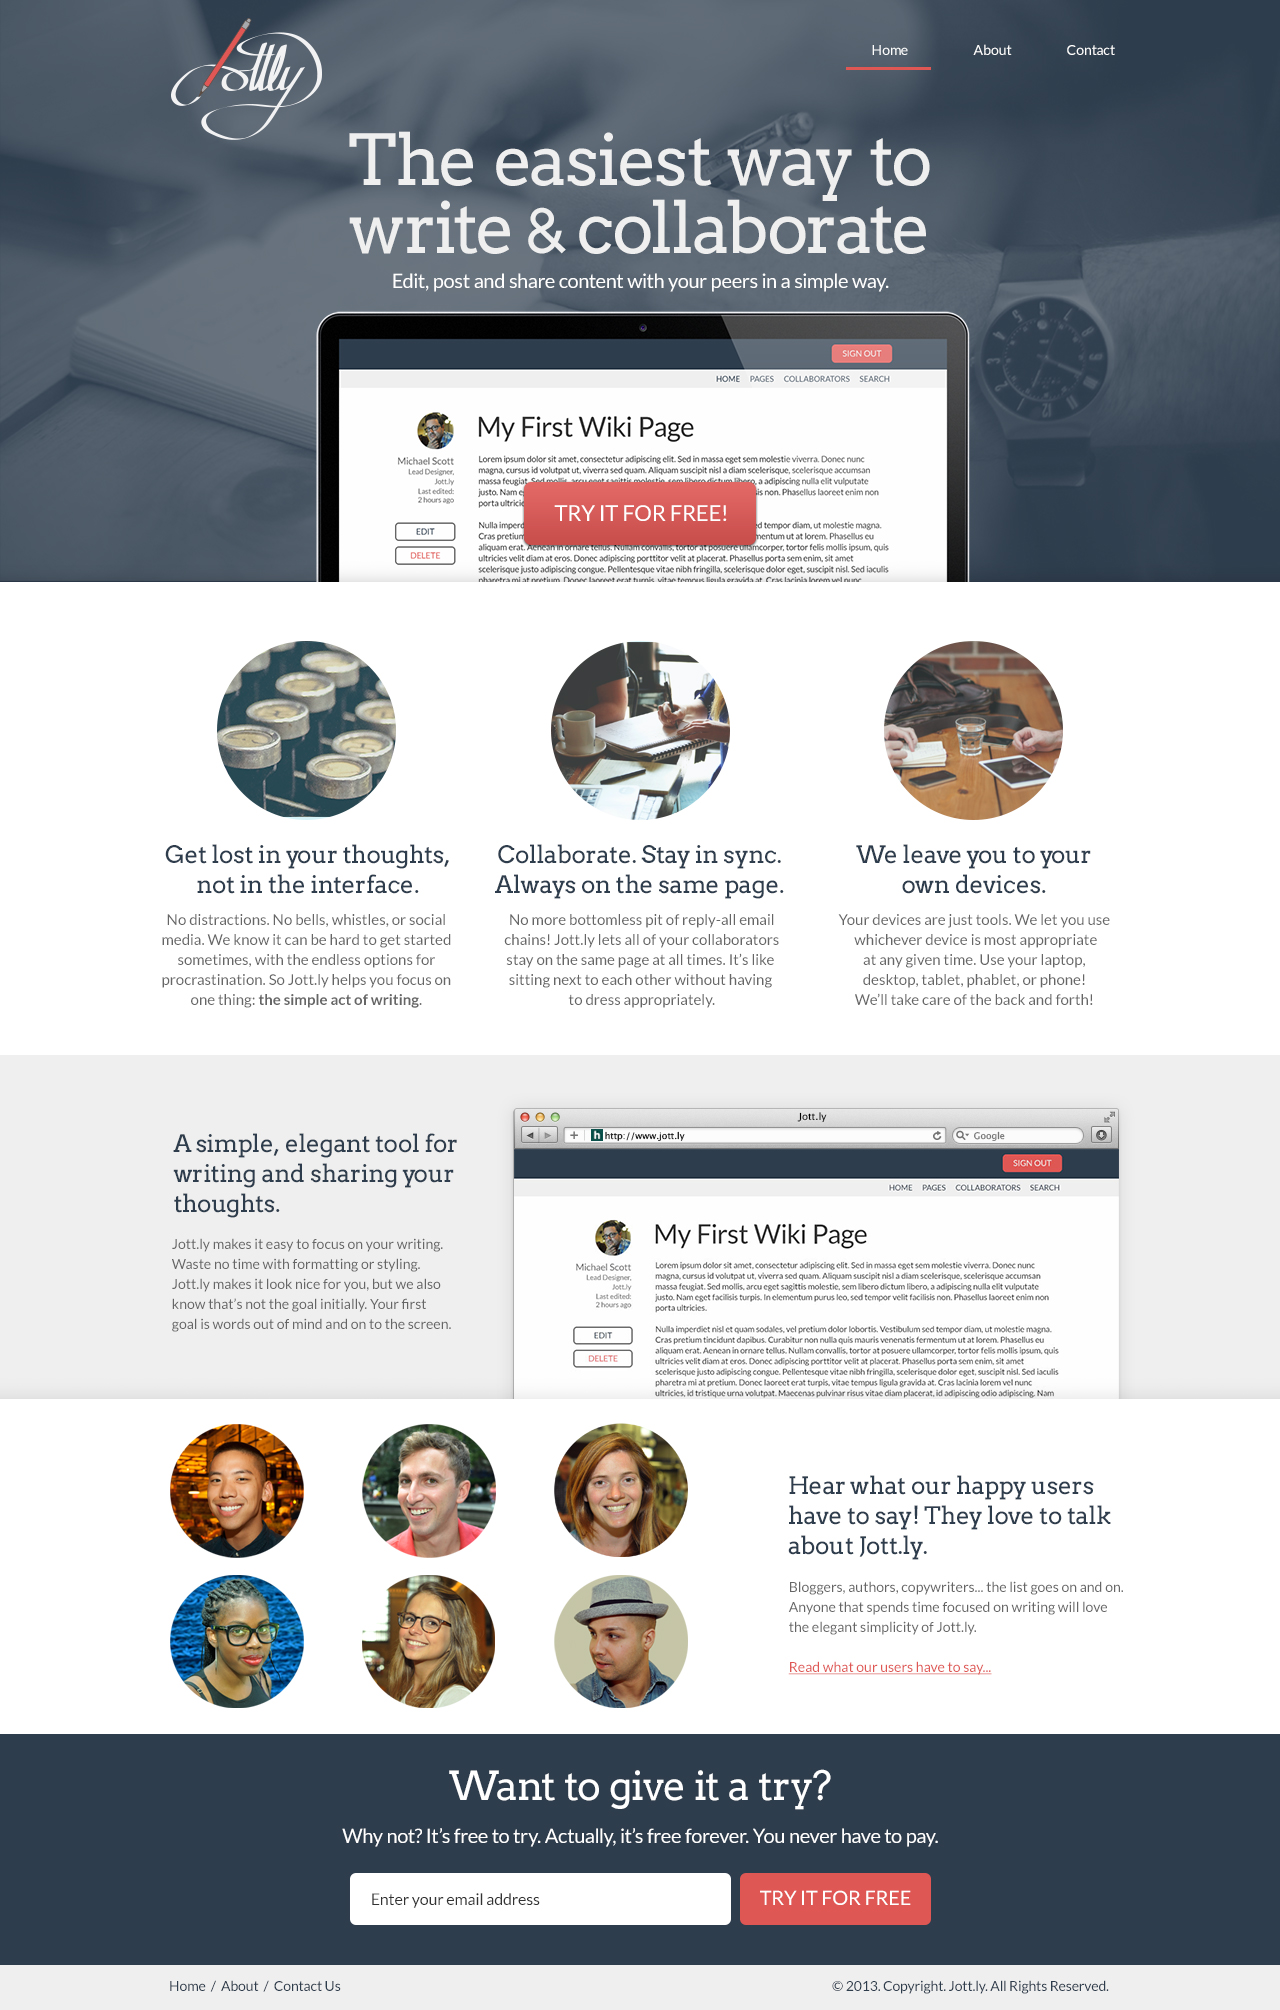 Jottly
Home About Contact
The easiest way to
write & collaborate
Edit, post and share content with your peers in a simple way.
SIGN OUT
HOME PAGES COLLABORATORS SEARCH
My First Wiki Page
Michael Scott
Lead Designer,
Jott.ly
Last edited:
2 hours ago
EDIT
DELETE
Lorem ipsum dolor sit amet, consectetur adipiscing elit. Sed in massa eget sem molestie viverra. Donec nunc
magna, cursus id volutpat ut, viverra sed quam. Aliquam suscipit nisl a diam scelerisque, scelerisque accumsan
massa feugiat. Sed mollis, arcu eget sagittis molestie, sem libero dictum libero, a adipiscing nulla elit vulputate
justo. Nam is non. Phasellus laoreet enim non
porta ultricies
TRY IT FOR FREE!
Nulla imperd ed tempor diam, ut molestie magna.
Cras pretium mentum ut at lorem. Phasellus eu
aliquam erat. Aenean in ornare tellus. Nullam convallis, tortor at posuere ullamcorper, tortor felis mollis ipsum, quis
ultricies velit diam at eros. Donec adipiscing porttitor velit at placerat. Phasellus porta sem enim, sit amet
scelerisque justo adipiscing congue. Pellentesque vitae nibh fringilla, scelerisque dolor eget, suscipit nisl. Sed iaculis
pharetra mi at pretium. Donec laoreet erat turpis, vitae tempus ligula gravida at. Cras lacinia lorem vel nunc
Get lost in your thoughts,
not in the interface.
No distractions. No bells, whistles, or social
media. We know it can be hard to get started
sometimes, with the endless options for
procrastination. So Jott.ly helps you focus on
one thing: the simple act of writing.
Collaborate. Stay in sync.
Always on the same page.
No more bottomless pit of reply-all email
chains! Jott.ly lets all of your collaborators
stay on the same page at all times. It's like
sitting next to each other without having
to dress appropriately.
We leave you to your
own devices.
Your devices are just tools. We let you use
whichever device is most appropriate
at any given time. Use your laptop,
desktop, tablet, phablet, or phone!
We'll take care of the back and forth!
A simple, elegant tool for
writing and sharing your
thoughts.
Jott.ly makes it easy to focus on your writing.
Waste no time with formatting or styling.
Jott.ly makes it look nice for you, but we also
know that's not the goal initially. Your first
goal is words out of mind and on to the screen.
Jott.ly
h http://www.jott.ly Google
SIGN OUT
HOME PAGES COLLABORATORS SEARCH
My First Wiki Page
Michael Scott
Lead Designer,
Jott.ly
Last edited:
2 hours ago
EDIT
DELETE
Lorem ipsum dolor sit amet, consectetur adipiscing elit. Sed in massa eget sem molestie viverra. Donec nunc
magna, cursus id volutpat ut, viverra sed quam. Aliquam suscipit nisl a diam scelerisque, scelerisque accumsan
massa feugiat. Sed mollis, arcu eget sagittis molestie, sem libero dictum libero, a adipiscing nulla elit vulputate
justo. Nam eget facilisis turpis. In elementum purus leo, sed tempor velit facilisis non. Phasellus laoreet enim non
porta ultricies.
Nulla imperdiet nisl et quam sodales, vel pretium dolor lobortis. Vestibulum sed tempor diam, ut molestie magna.
Cras pretium tincidunt dapibus. Curabitur non nulla quis mauris venenatis fermentum ut at lorem. Phasellus eu
aliquam erat. Aenean in ornare tellus. Nullam convallis, tortor at posuere ullamcorper, tortor felis mollis ipsum, quis
ultricies velit diam at eros. Donec adipiscing porttitor velit at placerat. Phasellus porta sem enim, sit amet
scelerisque justo adipiscing congue. Pellentesque vitae nibh fringilla, scelerisque dolor eget, suscipit nisl. Sed iaculis
pharetra mi at pretium. Donec laoreet erat turpis, vitae tempus ligula gravida at. Cras lacinia lorem vel nunc
ultricies, id tristique urna volutpat. Maecenas pulvinar risus vitae diam placerat, id adipiscing odio adipiscing. Nam
Hear what our happy users
have to say! They love to talk
about Jott.ly.
Bloggers, authors, copywriters... the list goes on and on.
Anyone that spends time focused on writing will love
the elegant simplicity of Jott.ly.
Read what our users have to say...
Want to give it a try?
Why not? It's free to try. Actually, it's free forever. You never have to pay.
Enter your email address
TRY IT FOR FREE
Home / About / Contact Us
© 2013. Copyright. Jott.ly. All Rights Reserved.